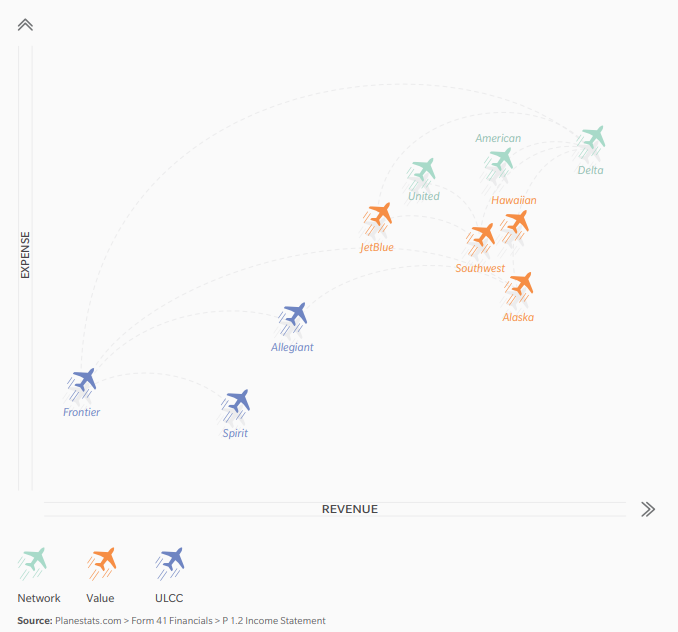 EXPENSE
American
Delta
United
Hawaiian
JetBlue
Southwest
Alaska
Allegiant
Frontier
Spirit
REVENUE
Network Value ULCC
Source: Planestats.com > Form 41 Financials > P 1.2 Income Statement